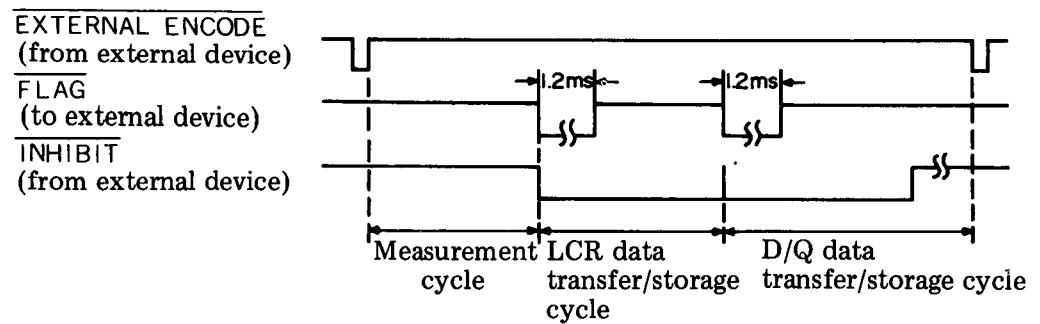 EXTERNAL ENCODE
(from external device)
FLAG
(to external device)
INHIBIT
(from external device)
1.2ms
1.2ms
Measurement
cycle
LCR data
transfer/storage
cycle
D/Q data
transfer/storage cycle